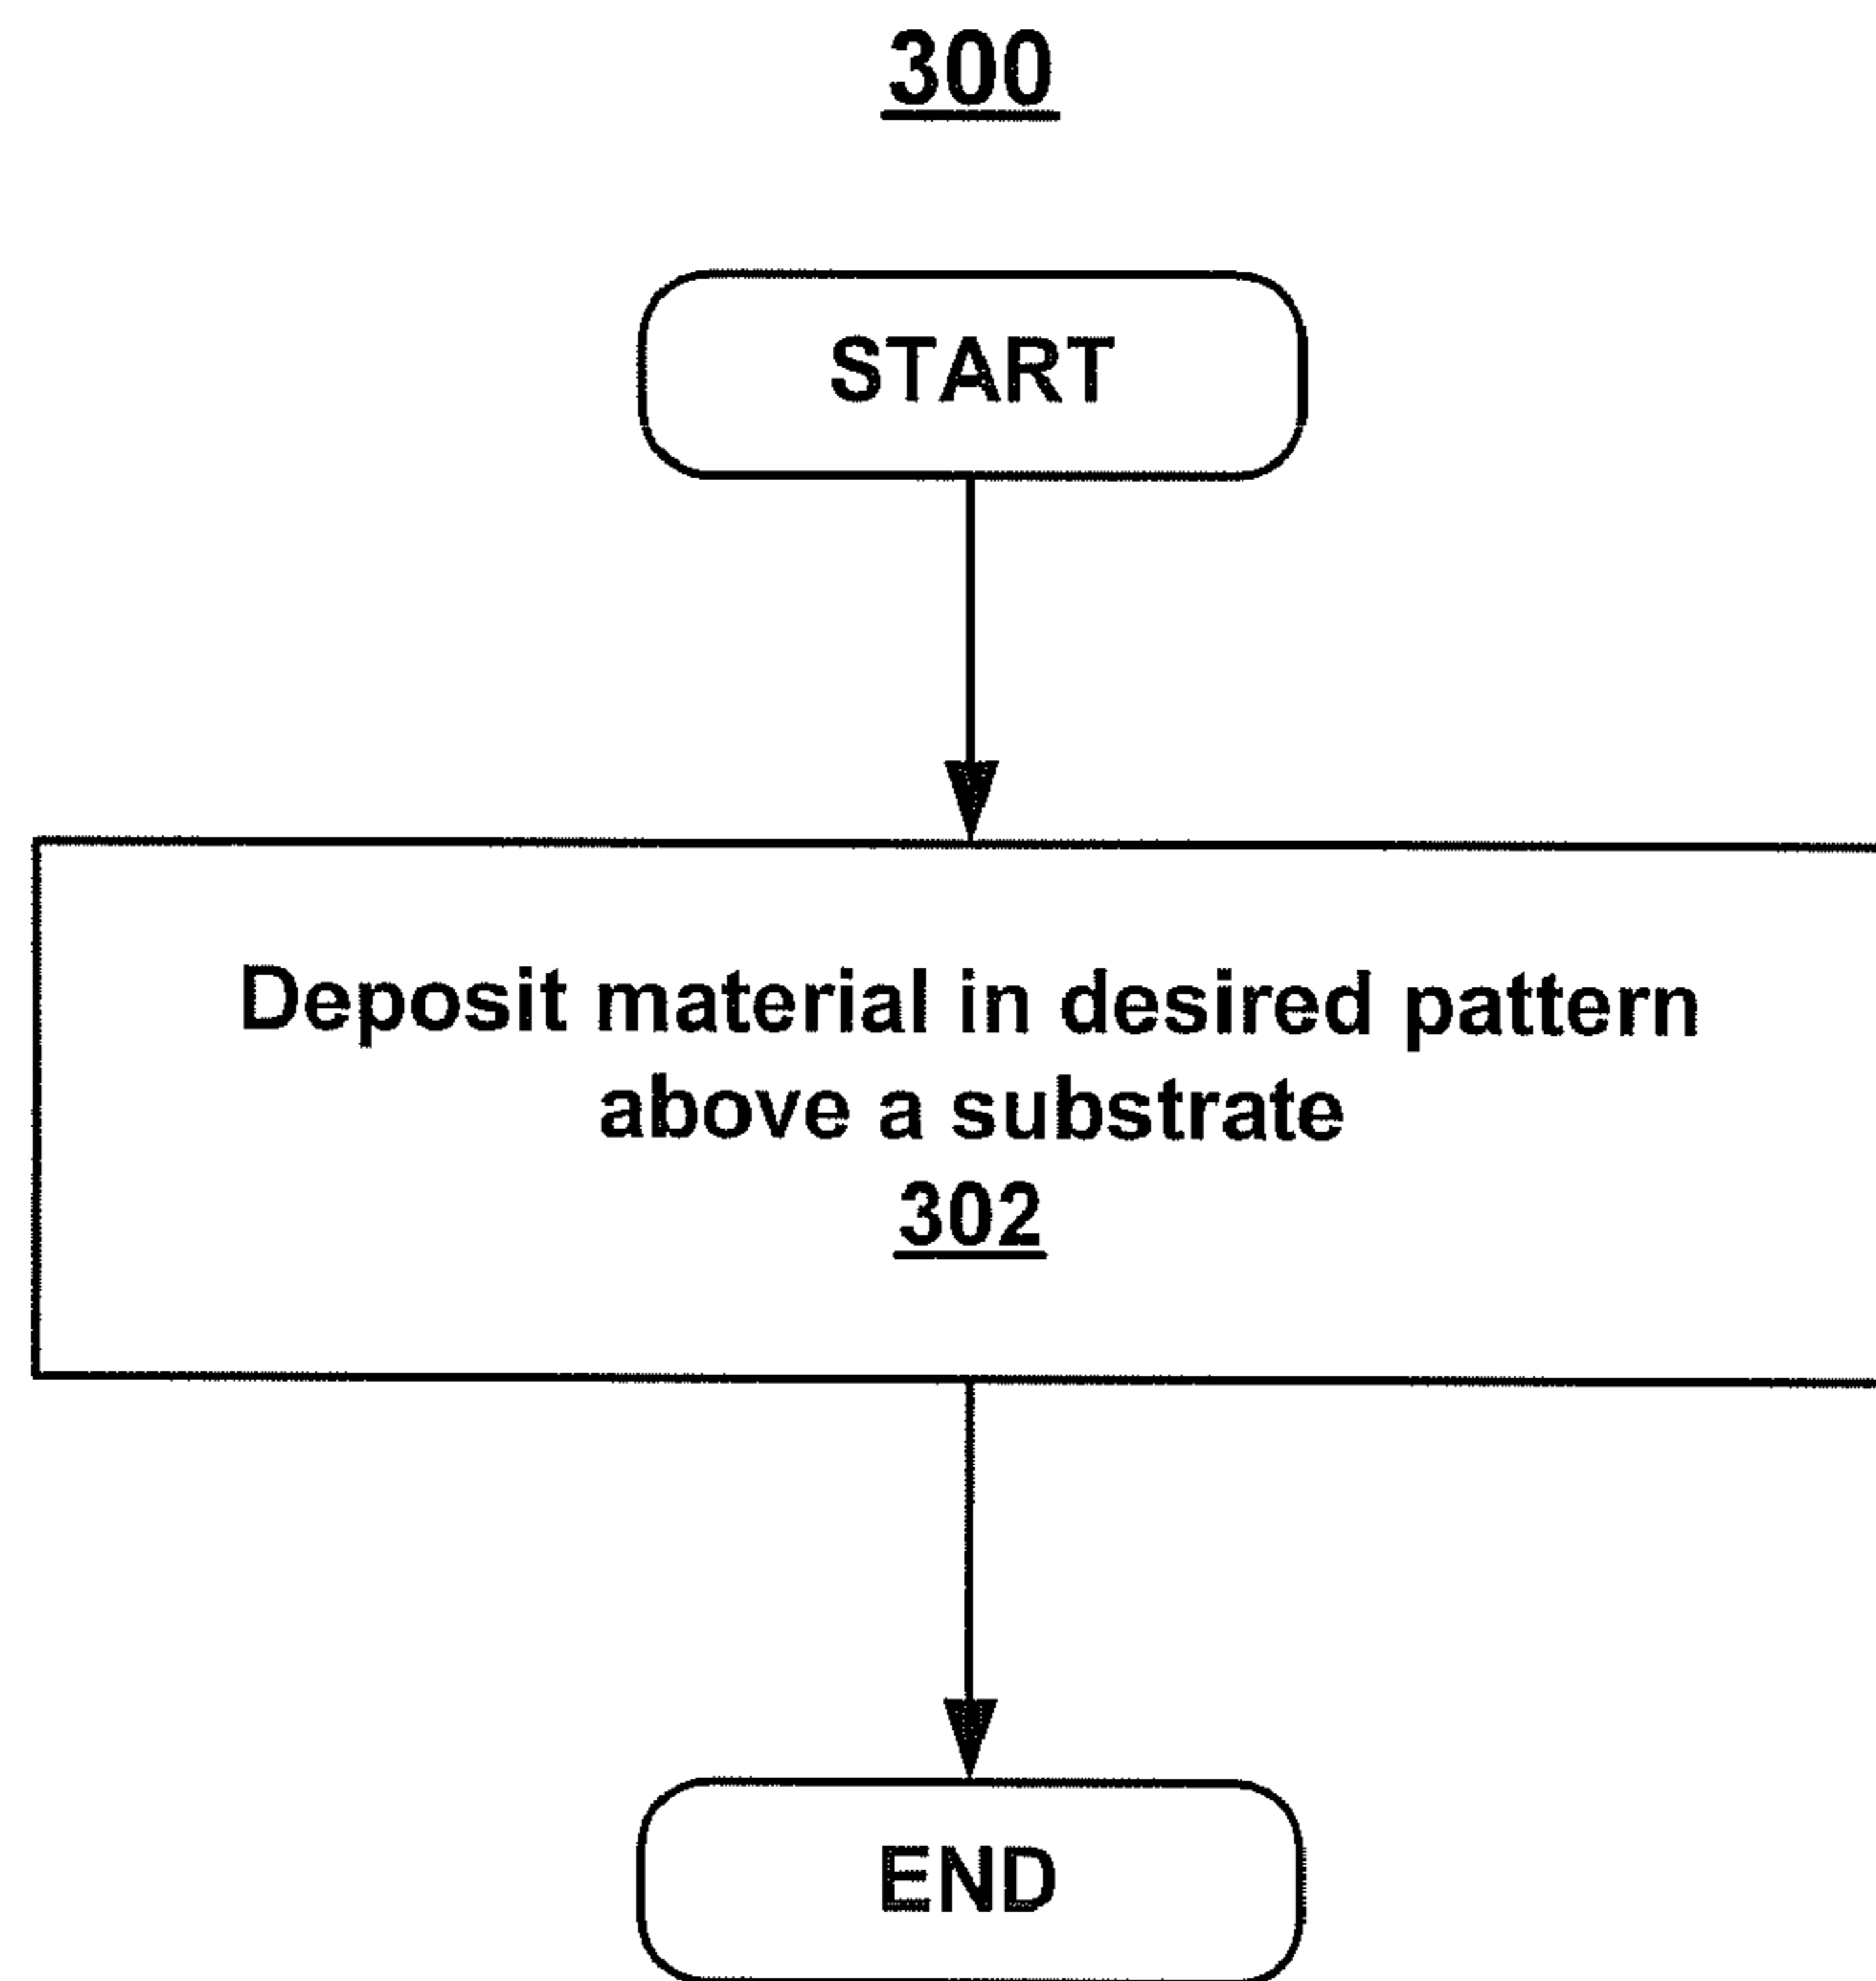 300
START
Deposit material in desired pattern
above a substrate
302
END